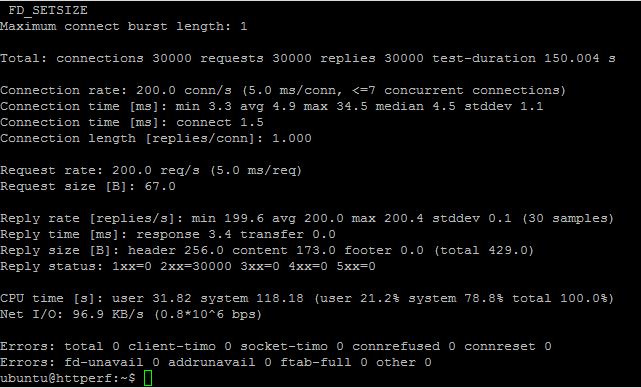 FD_SETSIZE
Maximum connect burst length: 1
Total: connections 30000 requests 30000 replies 30000 test-duration 150.004 s
Connection rate: 200.0 conn/s (5.0 ms/conn, <=7 concurrent connections)
Connection time [ms]: min 3.3 avg 4.9 max 34.5 median 4.5 stddev 1.1
Connection time [ms]: connect 1.5
Connection length [replies/conn]: 1.000
Request rate: 200.0 req/s (5.0 ms/req)
Request size [B]: 67.0
Reply rate [replies/s]: min 199.6 avg 200.0 max 200.4 stddev 0.1 (30 samples)
Reply time [ms]: response 3.4 transfer 0.0
Reply size [B]: header 256.0 content 173.0 footer 0.0 (total 429.0)
Reply status: 1xx=0 2xx=30000 3xx=0 4xx=0 5xx=0
CPU time [s]: user 31.82 system 118.18 (user 21.2% system 78.8% total 100.0%)
Net I/O: 96.9 KB/s (0.8*10^6 bps)
Errors: total 0 client-timo 0 socket-timo 0 connrefused 0 connreset 0
Errors: fd-unavail 0 addrunavail 0 ftab-full 0 other 0
ubuntu@httperf:~$